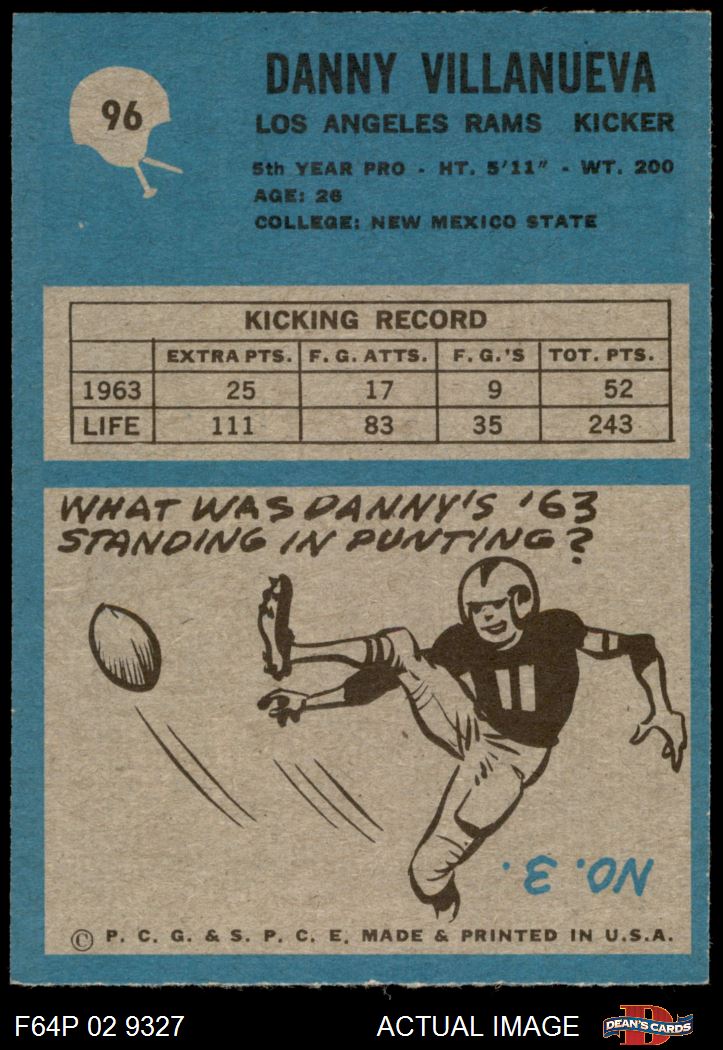 96
DANNY VILLANUEVA
LOS ANGELES RAMS KICKER
5th YEAR PRO - HT. 5'11" - WT. 200
AGE: 26
COLLEGE: NEW MEXICO STATE
KICKING RECORD
EXTRA PTS. F. G. ATTS. F. G.'S TOT. PTS.
1963 25 17 9 52
LIFE 111 83 35 243
WHAT WAS DANNY'S '63
STANDING IN PUNTING?
11
NO. 3.
© P. C. G. & S. P. C. E. MADE & PRINTED IN U.S.A.
F64P 02 9327 ACTUAL IMAGE D DEAN'S CARDS